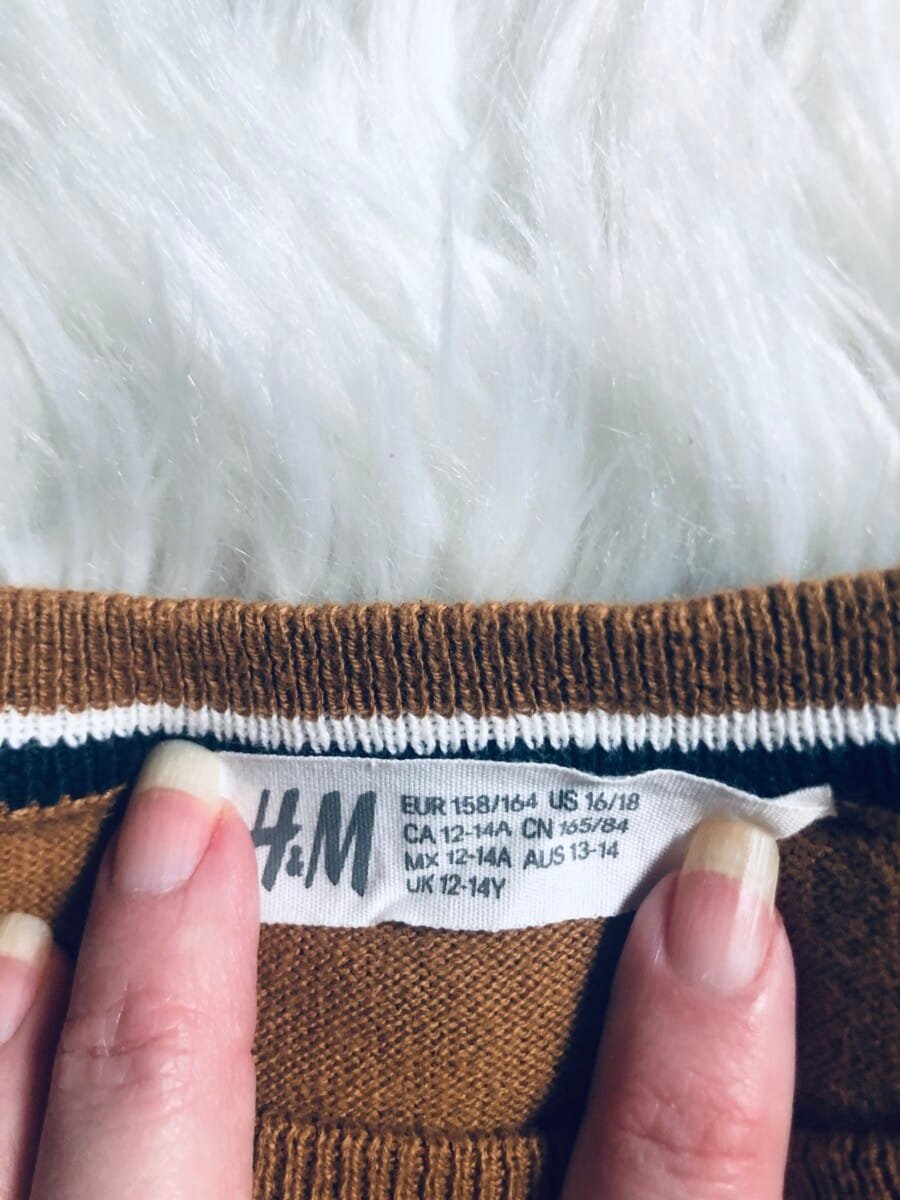 H&M
EUR 158/164 US 16/18
CA 12-14A CN 165/84
MX 12-14A AUS 13-14
UK 12-14Y